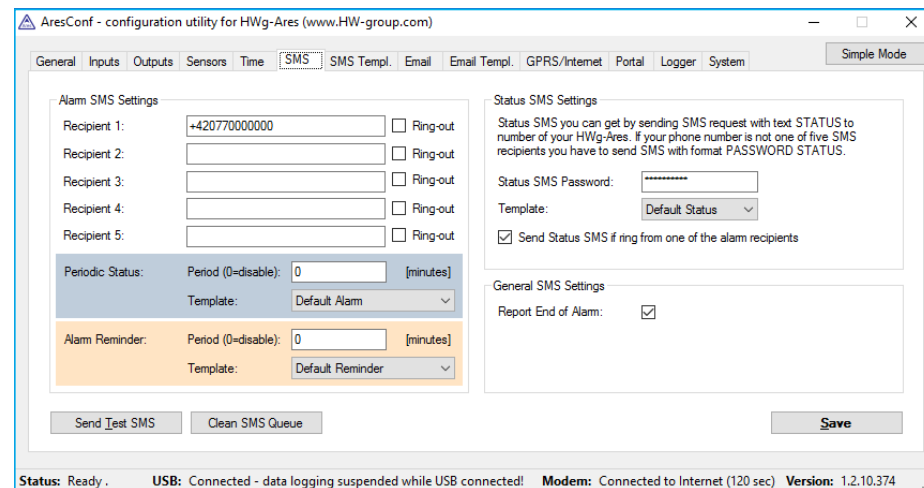 AresConf - configuration utility for HWg-Ares (www.HW-group.com)
Simple Mode
General Inputs Outputs Sensors Time SMS SMS Templ. Email Email Templ. GPRS/Internet Portal Logger System
Alarm SMS Settings
Recipient 1: +420770000000 Ring-out
Recipient 2: Ring-out
Recipient 3: Ring-out
Recipient 4: Ring-out
Recipient 5: Ring-out
Periodic Status: Period (0=disable): 0 [minutes]
Template: Default Alarm
Alarm Reminder: Period (0=disable): 0 [minutes]
Template: Default Reminder
Status SMS Settings
Status SMS you can get by sending SMS request with text STATUS to
number of your HWg-Ares. If your phone number is not one of five SMS
recipients you have to send SMS with format PASSWORD STATUS.
Status SMS Password: **********
Template: Default Status
Send Status SMS if ring from one of the alarm recipients
General SMS Settings
Report End of Alarm:
Send Test SMS Clean SMS Queue Save
Status: Ready . USB: Connected - data logging suspended while USB connected! Modem: Connected to Internet (120 sec) Version: 1.2.10.374